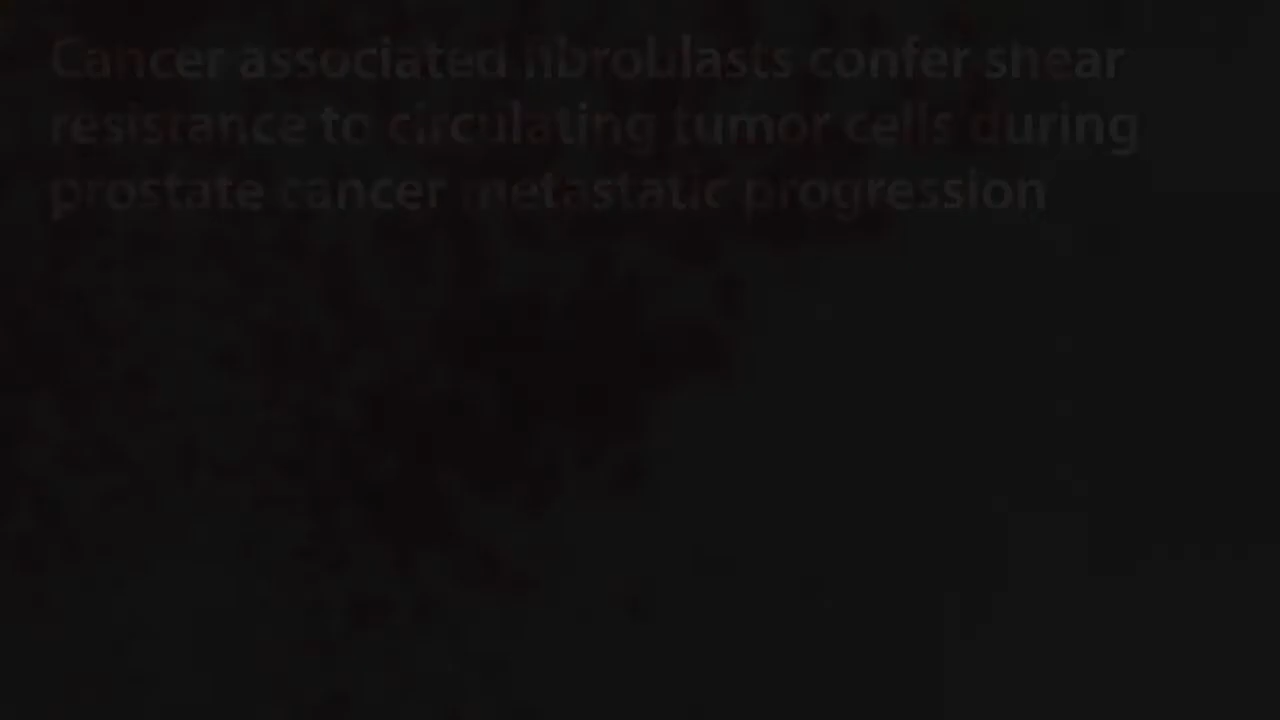 Cancer associated fibroblasts confer shear
resistance to circulating tumor cells during
prostate cancer metastatic progression